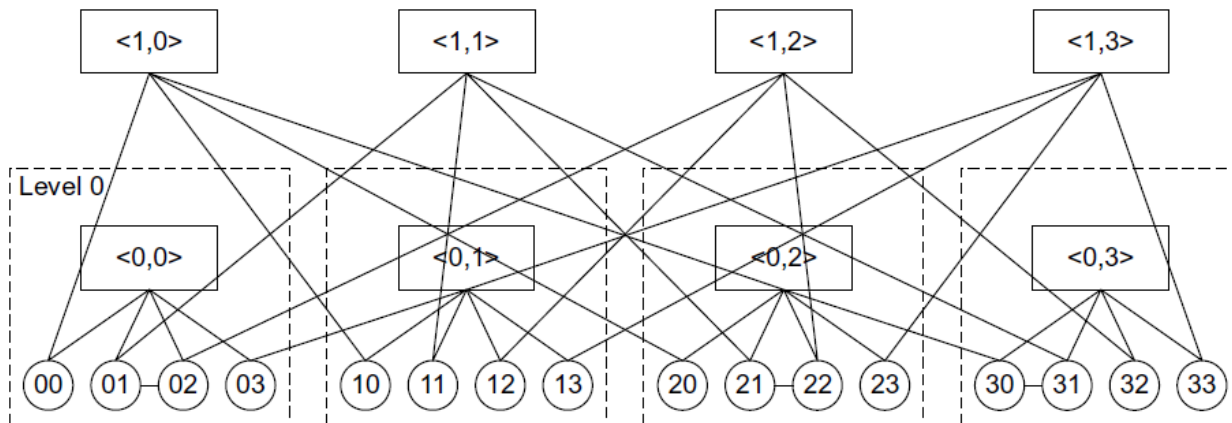 <1,0> <1,1> <1,2> <1,3>
Level 0
<0,0> <0,1> <0,2> <0,3>
00 01 02 03 10 11 12 13 20 21 22 23 30 31 32 33